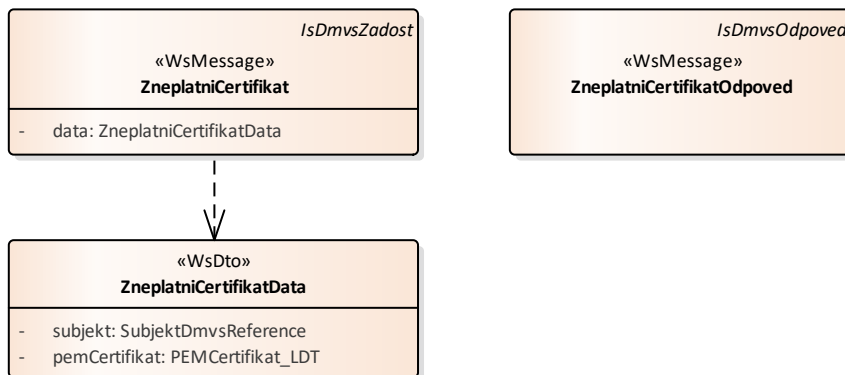 IsDmvsZadost
«WsMessage»
ZneplatniCertifikat
- data: ZneplatniCertifikatData
IsDmvsOdpoved
«WsMessage»
ZneplatniCertifikatOdpoved
«WsDto»
ZneplatniCertifikatData
- subjekt: SubjektDmvsReference
- pemCertifikat: PEMCertifikat_LDT